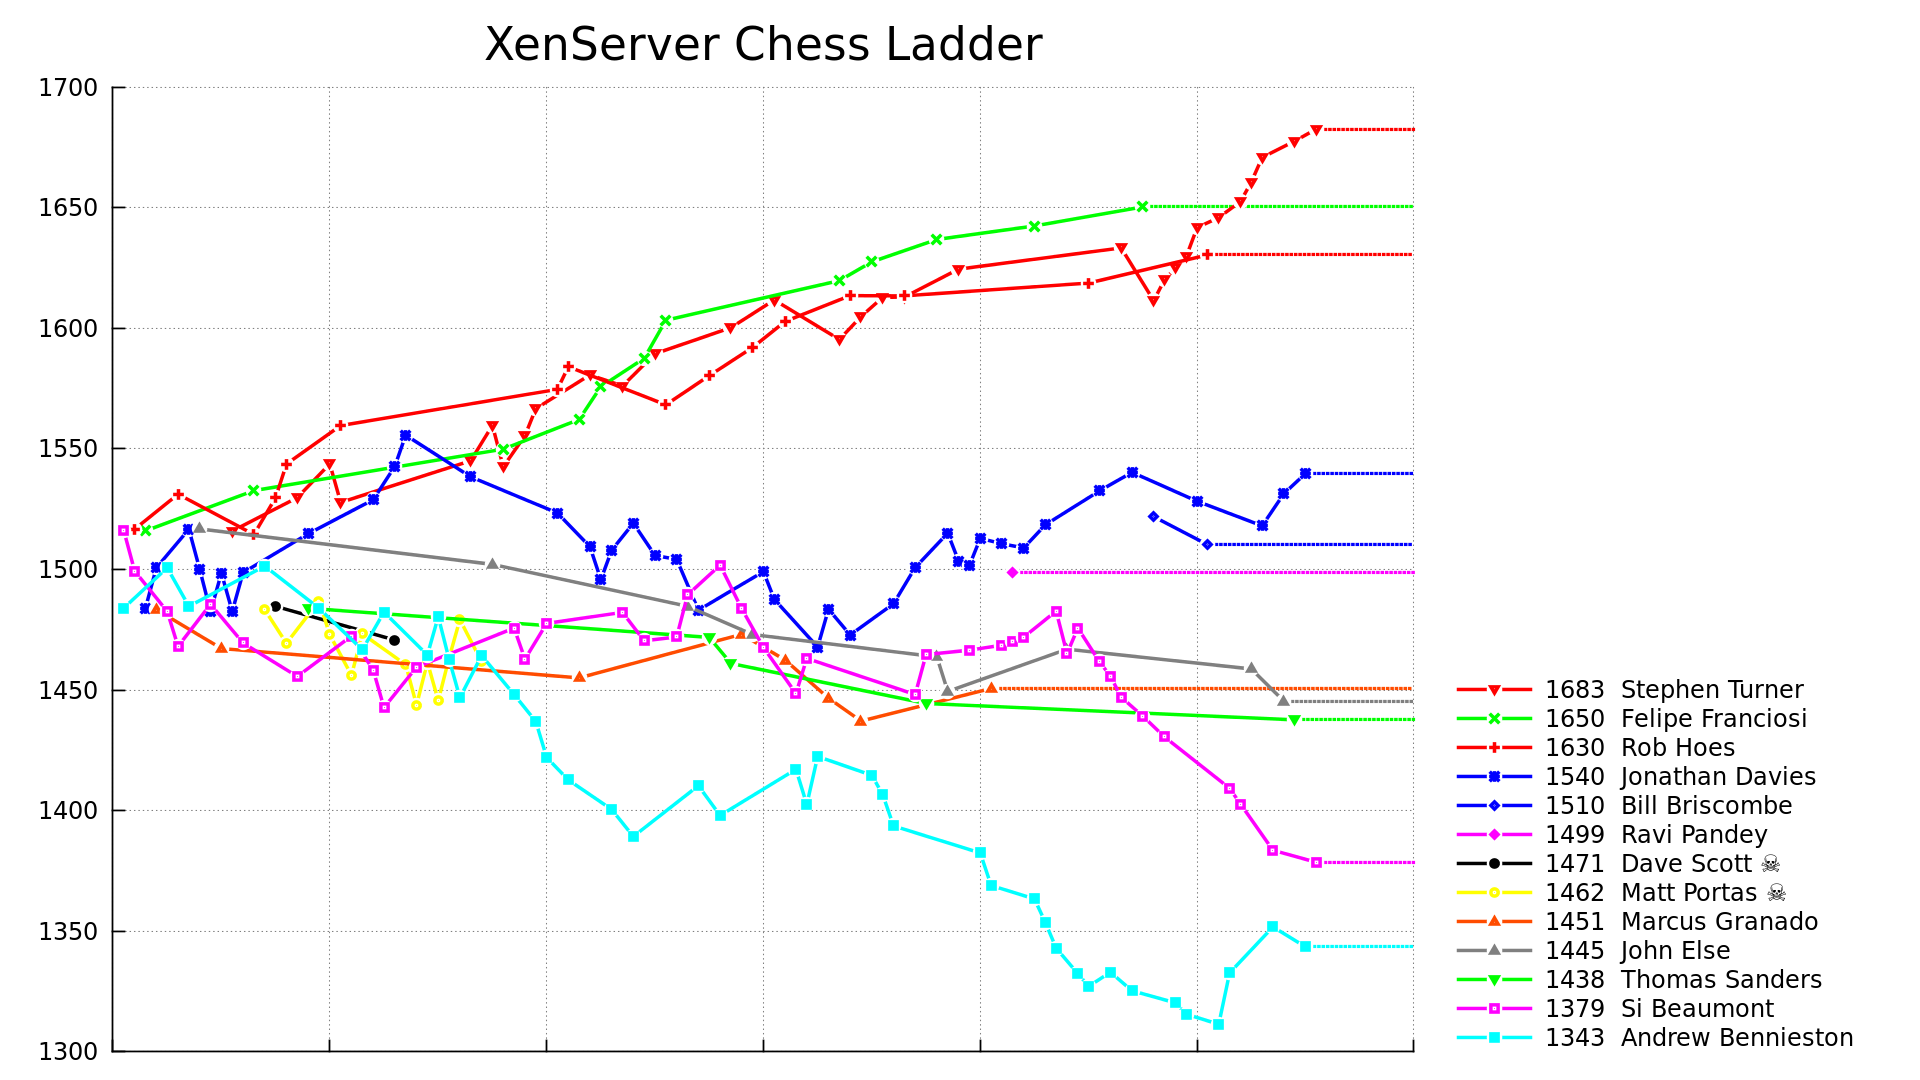 XenServer Chess Ladder
1700
1650
1600
1550
1500
1450
1400
1350
1300
1683 Stephen Turner
1650 Felipe Franciosi
1630 Rob Hoes
1540 Jonathan Davies
1510 Bill Briscombe
1499 Ravi Pandey
1471 Dave Scott ☠
1462 Matt Portas ☠
1451 Marcus Granado
1445 John Else
1438 Thomas Sanders
1379 Si Beaumont
1343 Andrew Bennieston